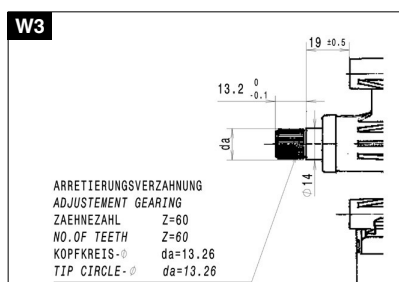 W3
19 ±0.5
13.2 0 -0.1
da
∅14
ARRETIERUNGSVERZAHNUNG
ADJUSTEMENT GEARING
ZAEHNEZAHL Z=60
NO.OF TEETH Z=60
KOPFKREIS-∅ da=13.26
TIP CIRCLE-∅ da=13.26